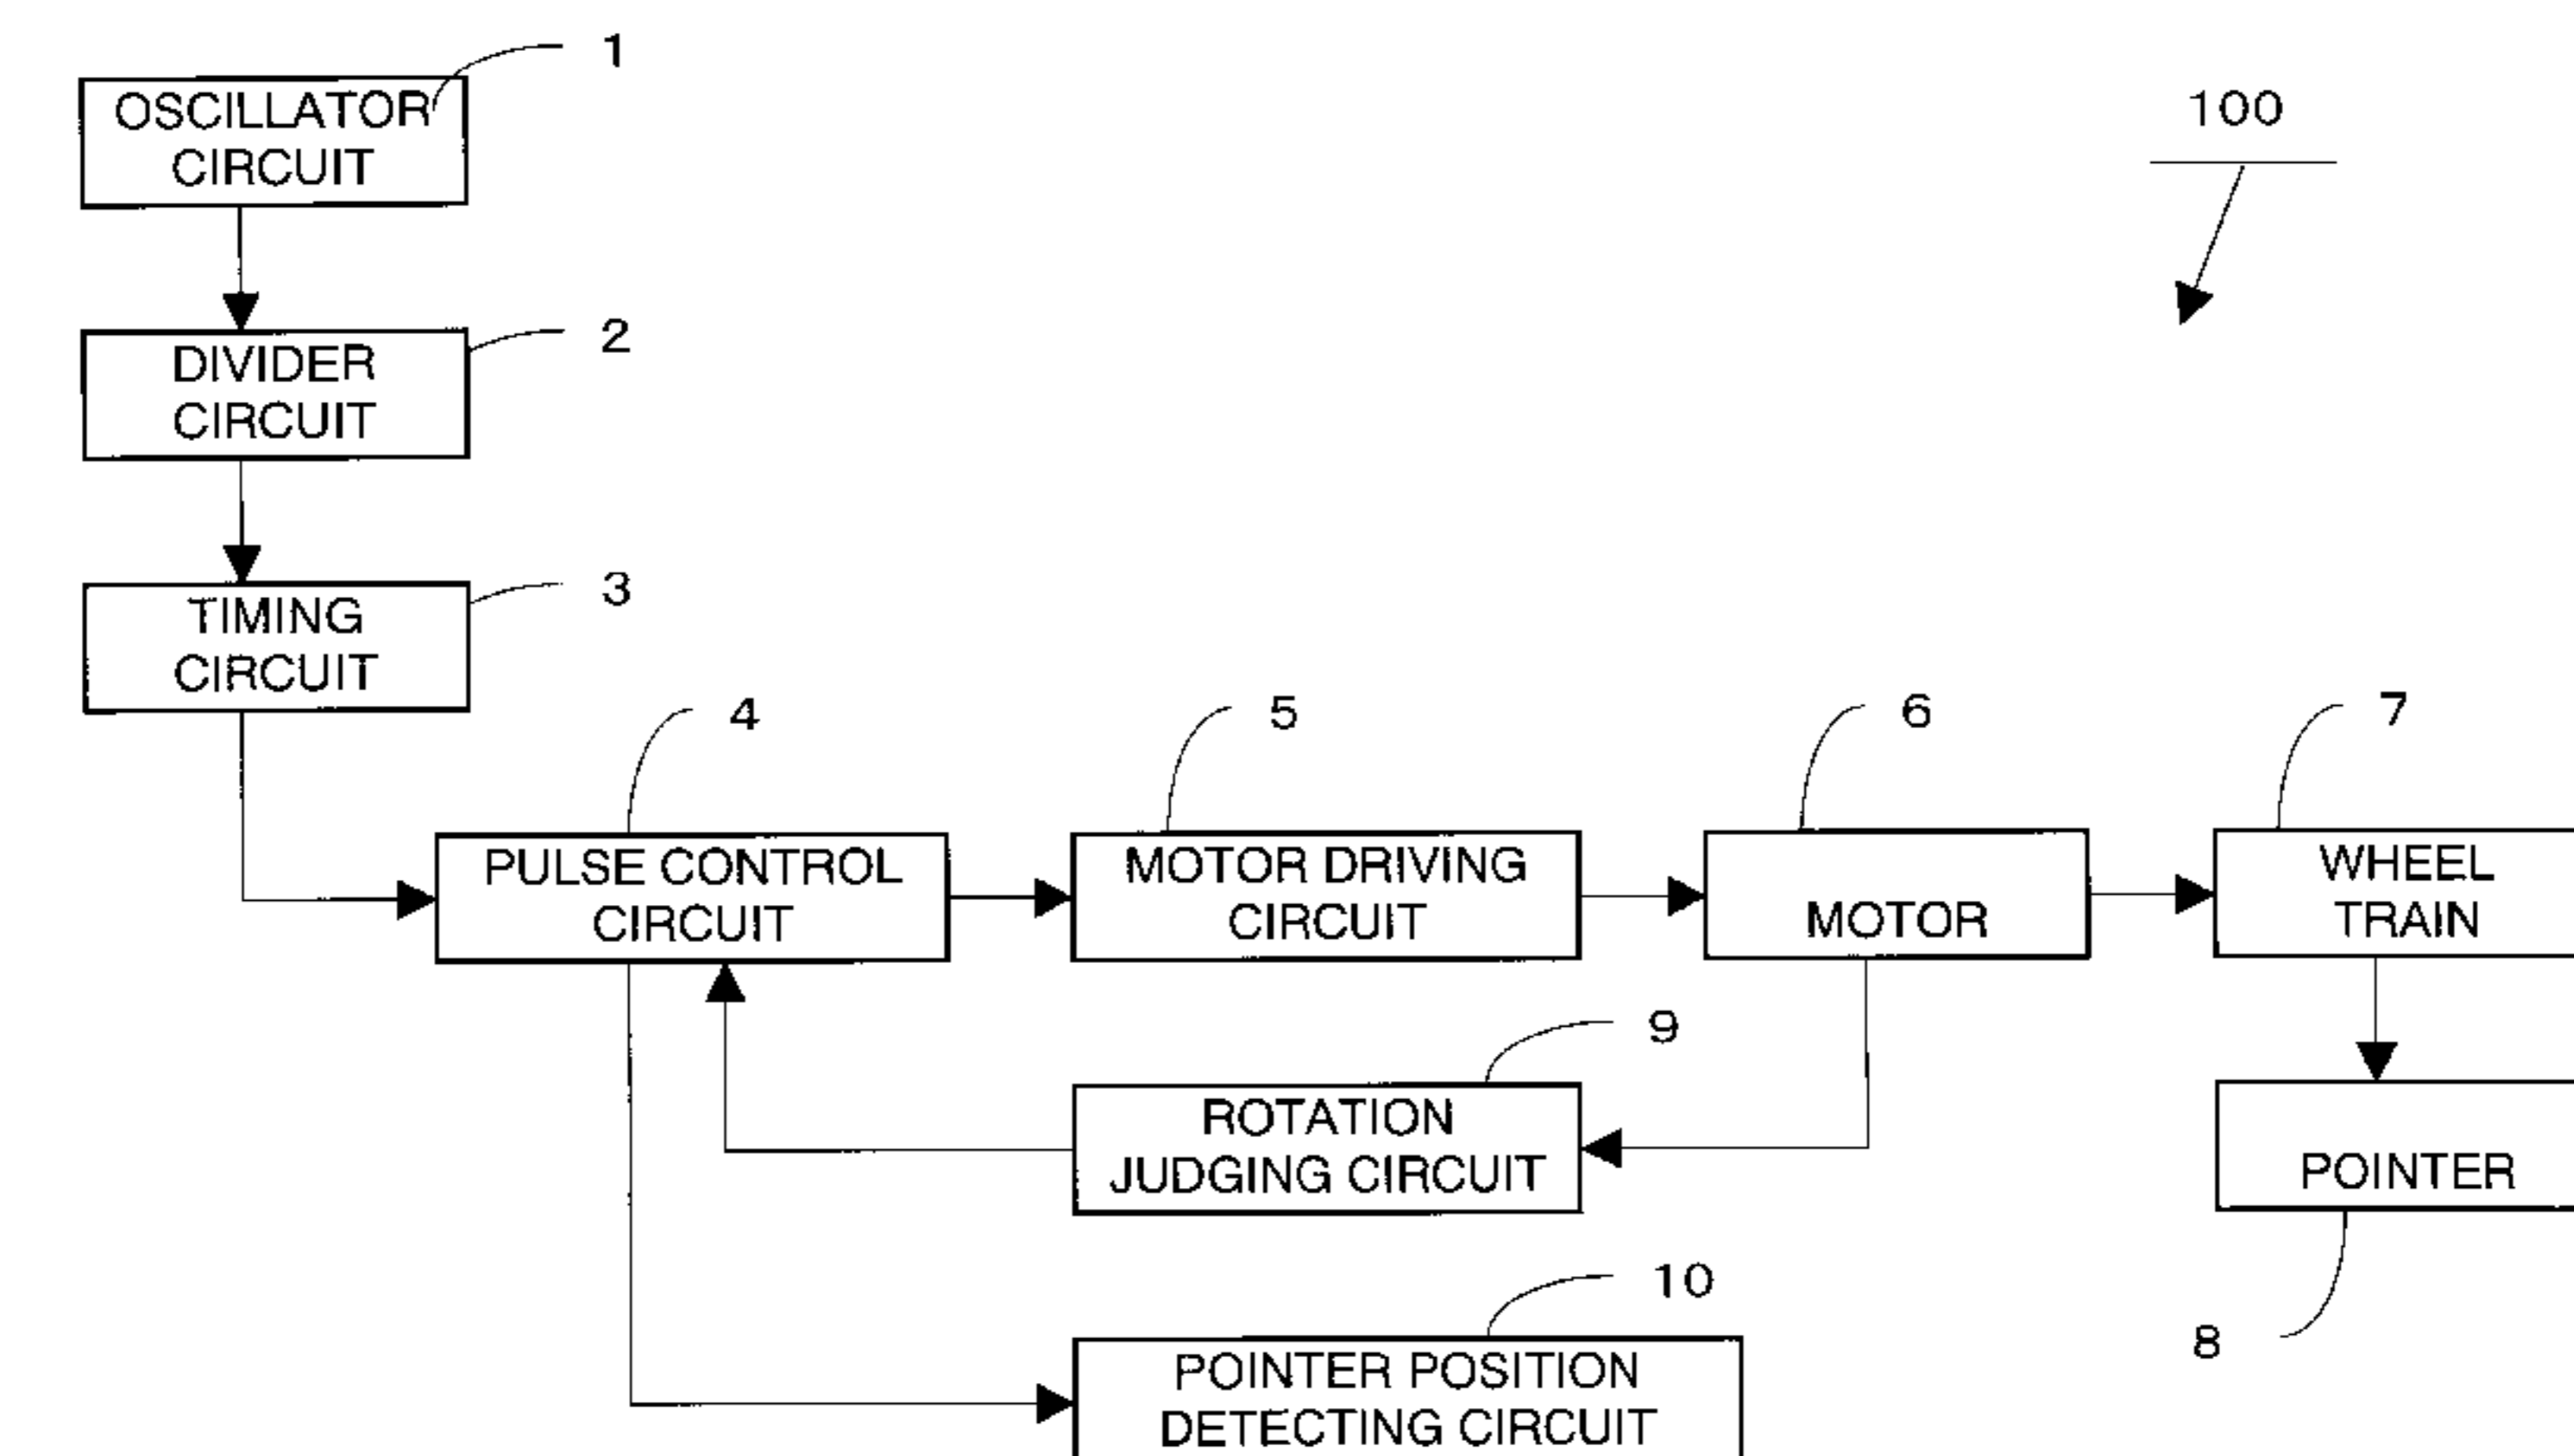 1
OSCILLATOR
CIRCUIT
100
2
DIVIDER
CIRCUIT
3
TIMING
CIRCUIT
4
5
6
7
PULSE CONTROL
CIRCUIT
MOTOR DRIVING
CIRCUIT
MOTOR
WHEEL
TRAIN
9
ROTATION
JUDGING CIRCUIT
POINTER
10
8
POINTER POSITION
DETECTING CIRCUIT